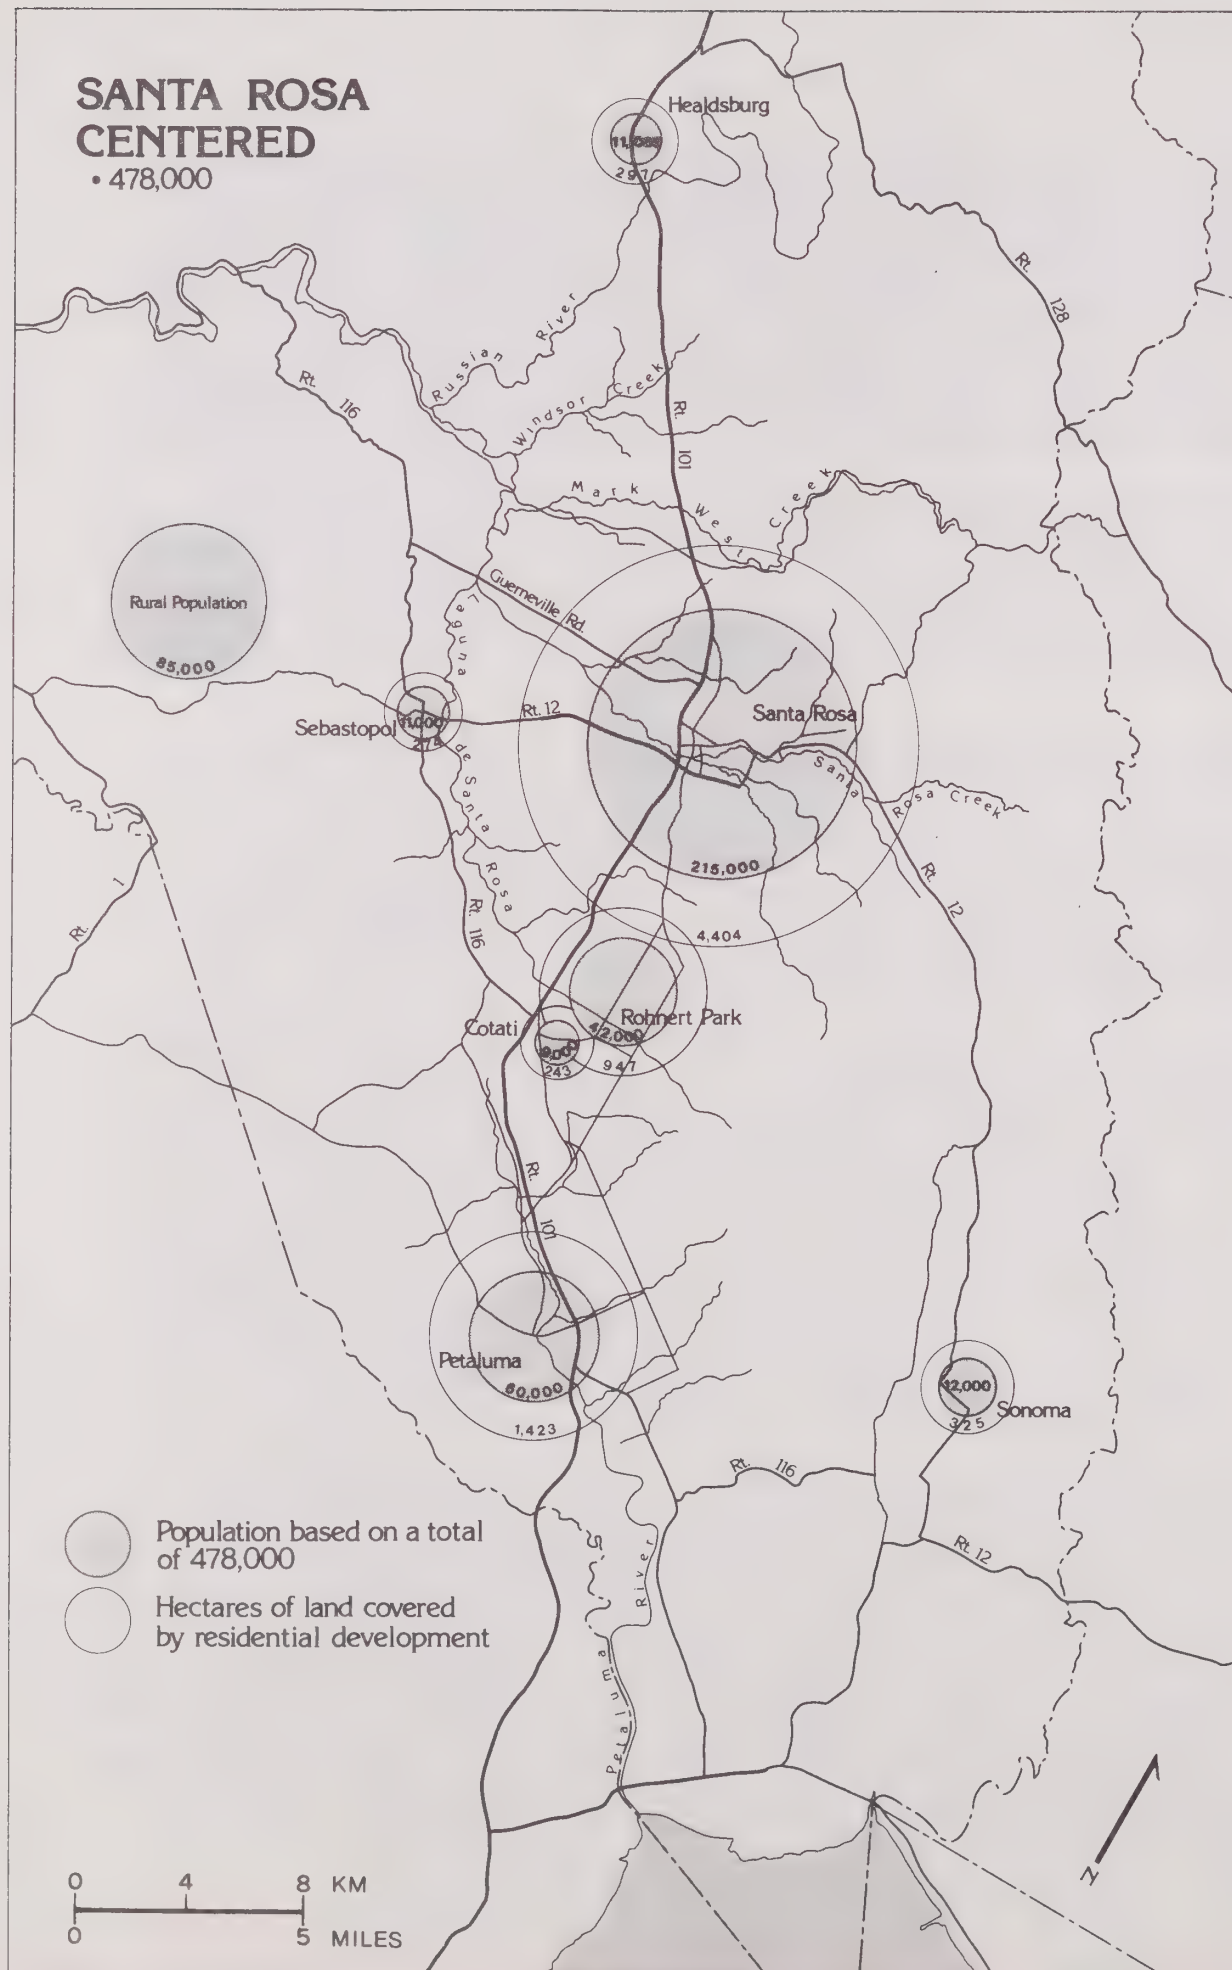 SANTA ROSA
CENTERED
• 478,000
Healdsburg
297
Russian River
Windsor Creek
Rt. 116
Rt. 128
Rt. 101
Mark West Creek
Guerneville Rd.
Rural Population
85,000
Laguna de Santa Rosa
Sebastopol
11,000
274
Rt. 12
Santa Rosa
Santa Rosa Creek
215,000
4,404
Rt. 1
Rt. 116
Rt. 12
Cotati
9,000
243
Rohnert Park
42,000
947
Rt. 101
Petaluma
60,000
1,423
12,000
Sonoma
325
Rt. 116
Rt. 12
Petaluma River
Population based on a total
of 478,000
Hectares of land covered
by residential development
0 4 8 KM
0 5 MILES
N